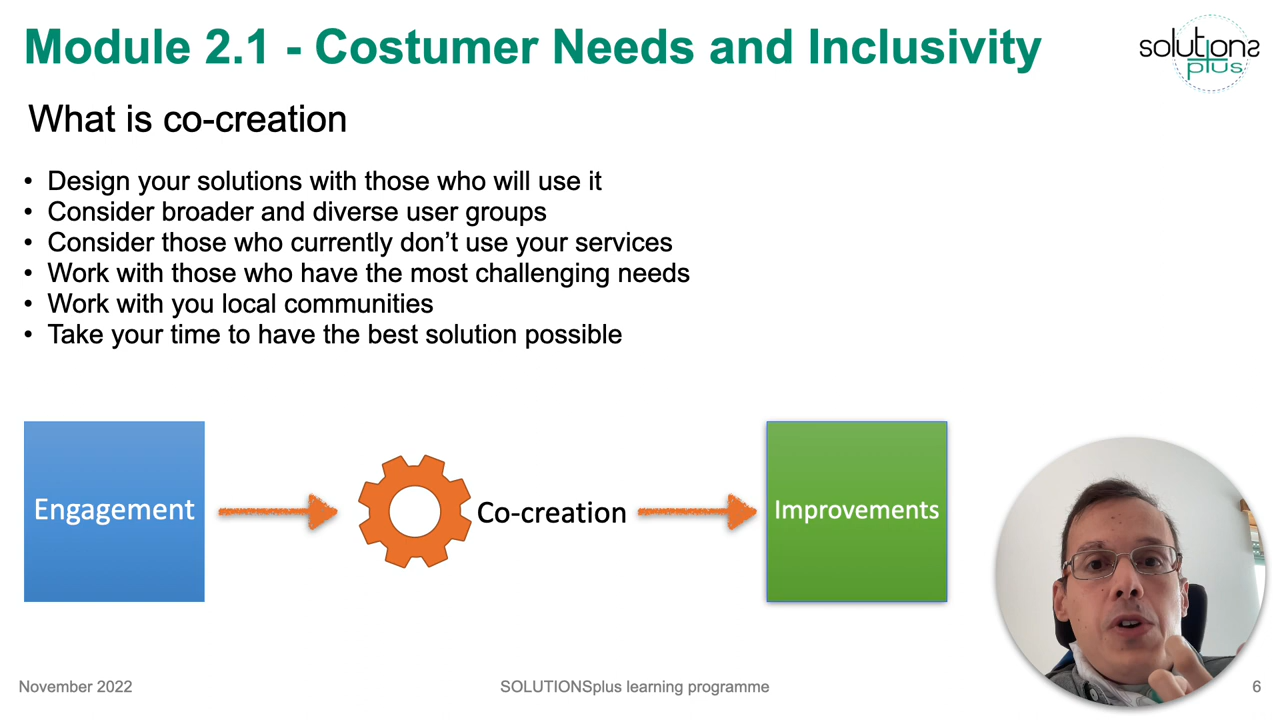 Module 2.1 - Costumer Needs and Inclusivity
solutions
plus
What is co-creation
• Design your solutions with those who will use it
• Consider broader and diverse user groups
• Consider those who currently don’t use your services
• Work with those who have the most challenging needs
• Work with you local communities
• Take your time to have the best solution possible
Engagement
Co-creation
Improvements
November 2022
SOLUTIONSplus learning programme
6